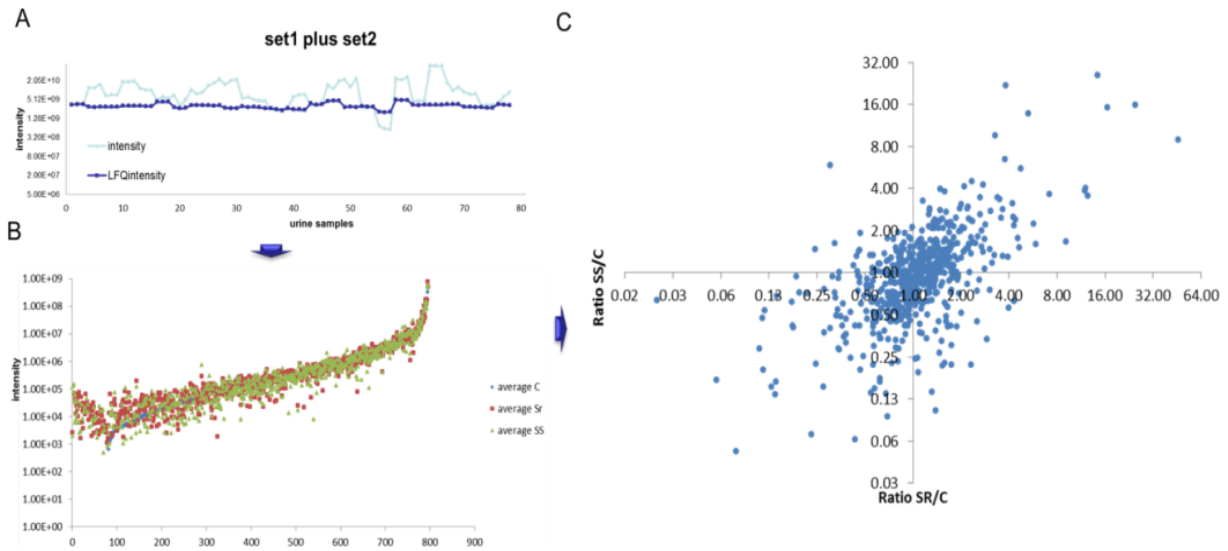 A
set1 plus set2
intensity
2.05E+10
5.12E+09
1.28E+09
3.20E+08
8.00E+07
2.00E+07
5.00E+06
intensity
LFQintensity
0 10 20 30 40 50 60 70 80
urine samples
B
intensity
1.00E+09
1.00E+08
1.00E+07
1.00E+06
1.00E+05
1.00E+04
1.00E+03
1.00E+02
1.00E+01
1.00E+00
0 100 200 300 400 500 600 700 800 900
average C
average Sr
average SS
C
Ratio SS/C
32.00
16.00
8.00
4.00
2.00
1.00
0.50
0.25
0.13
0.06
0.03
0.02 0.03 0.06 0.13 0.25 0.50 1.00 2.00 4.00 8.00 16.00 32.00 64.00
Ratio SR/C